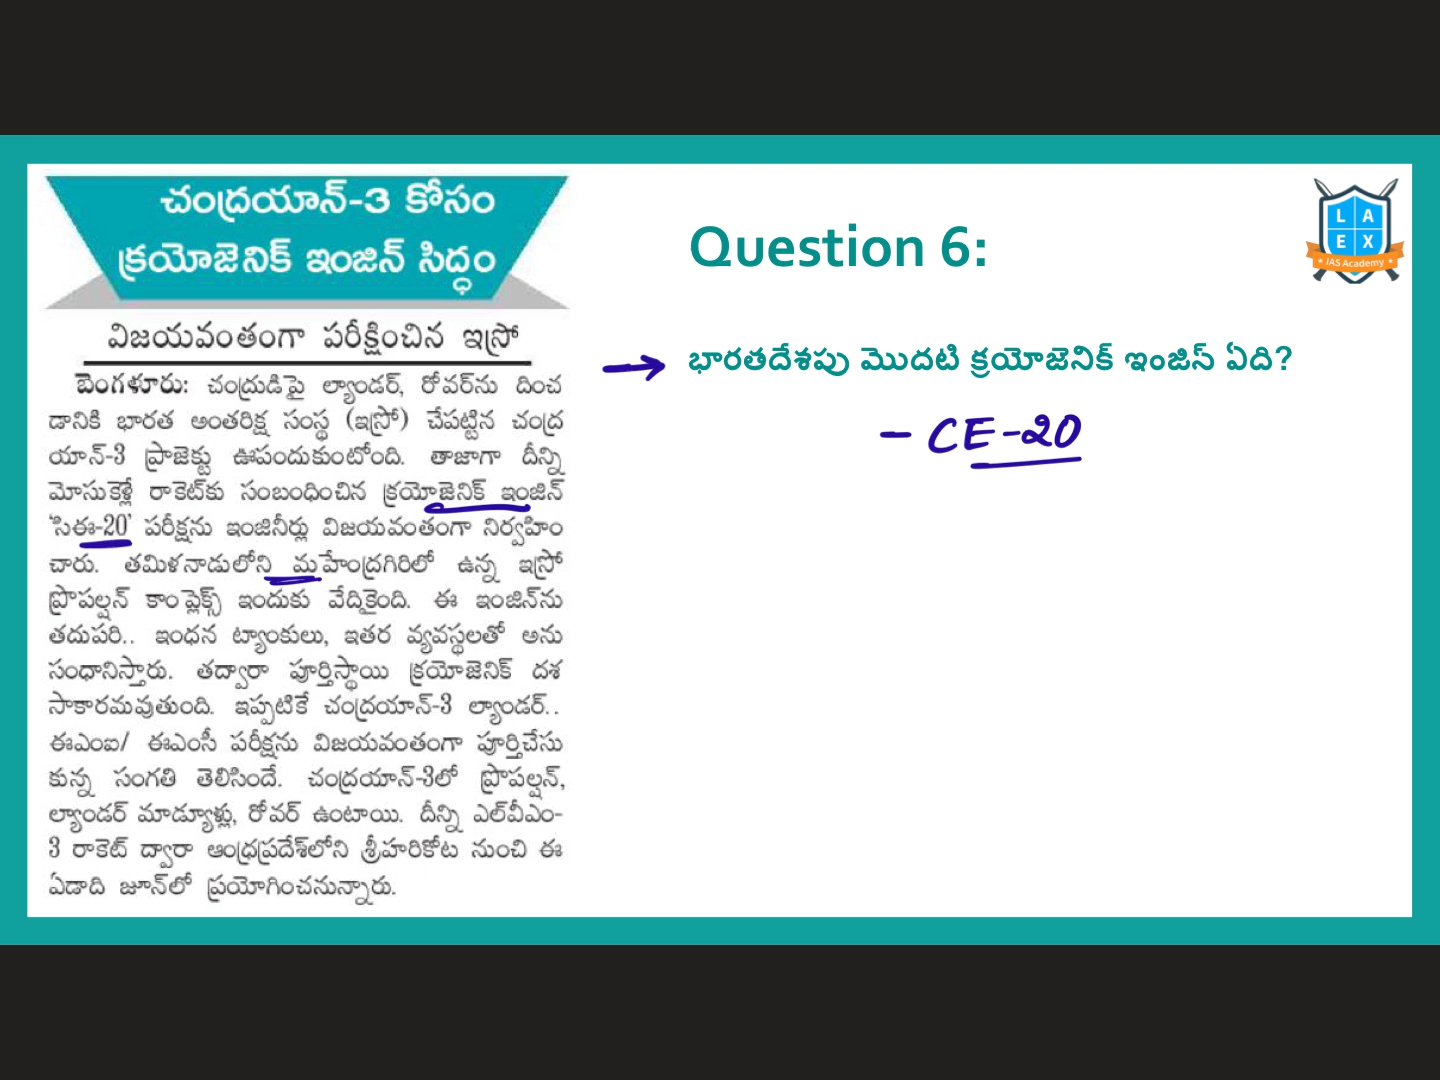 చంద్రయాన్-3 కోసం
క్రయోజెనిక్ ఇంజిన్ సిద్ధం
విజయవంతంగా పరీక్షించిన ఇస్రో
బెంగళూరు: చంద్రుడిపై ల్యాండర్, రోవర్‌ను దించ
డానికి భారత అంతరిక్ష సంస్థ (ఇస్రో) చేపట్టిన చంద్ర
యాన్-3 ప్రాజెక్టు ఊపందుకుంటోంది. తాజాగా దీన్ని
మోసుకెళ్లే రాకెట్‌కు సంబంధించిన క్రయోజెనిక్ ఇంజిన్
'సిఈ-20' పరీక్షను ఇంజినీర్లు విజయవంతంగా నిర్వహిం
చారు. తమిళనాడులోని మహేంద్రగిరిలో ఉన్న ఇస్రో
ప్రొపల్షన్ కాంప్లెక్స్ ఇందుకు వేదికైంది. ఈ ఇంజిన్‌ను
తదుపరి.. ఇంధన ట్యాంకులు, ఇతర వ్యవస్థలతో అను
సంధానిస్తారు. తద్వారా పూర్తిస్థాయి క్రయోజెనిక్ దశ
సాకారమవుతుంది. ఇప్పటికే చంద్రయాన్-3 ల్యాండర్..
ఈఎంఐ/ ఈఎంసీ పరీక్షను విజయవంతంగా పూర్తిచేసు
కున్న సంగతి తెలిసిందే. చంద్రయాన్-3లో ప్రొపల్షన్,
ల్యాండర్ మాడ్యూళ్లు, రోవర్ ఉంటాయి. దీన్ని ఎల్‌వీఎం-
3 రాకెట్ ద్వారా ఆంధ్రప్రదేశ్‌లోని శ్రీహరికోట నుంచి ఈ
ఏడాది జూన్‌లో ప్రయోగించనున్నారు.
Question 6:
భారతదేశపు మొదటి క్రయోజెనిక్ ఇంజిన్ ఏది?
- CE-20
L A
E X
IAS Academy